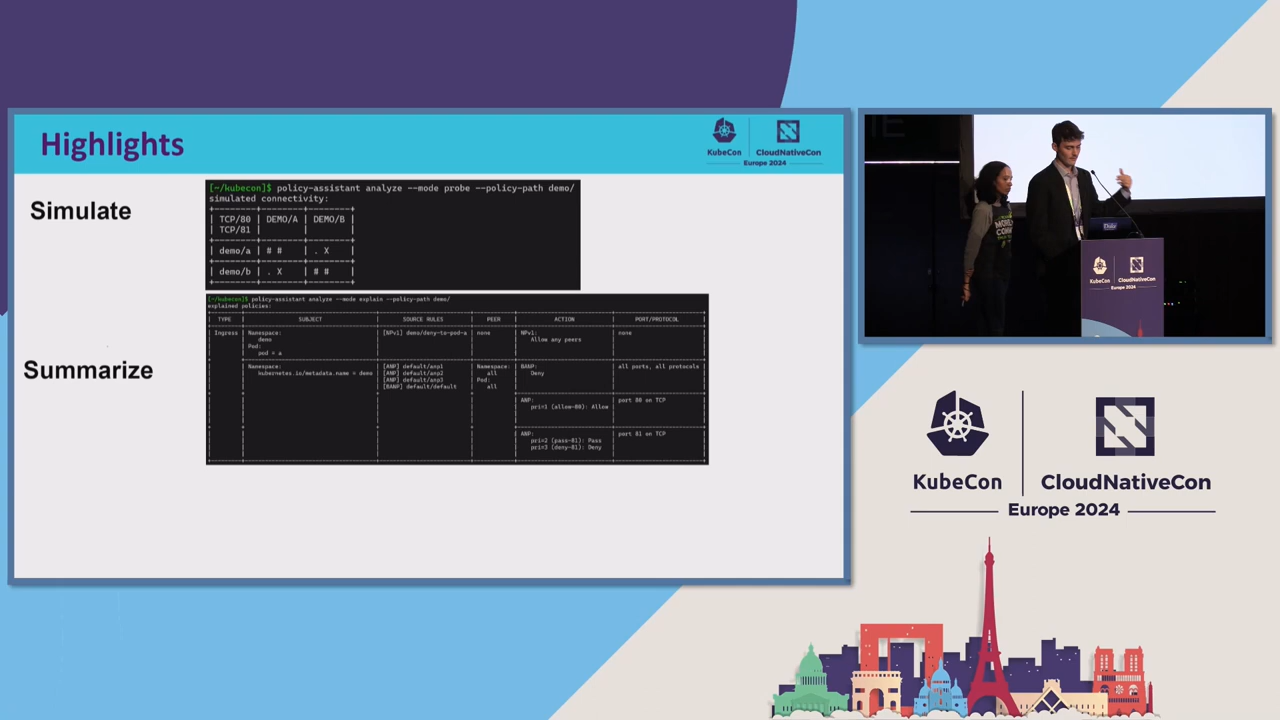 Highlights
KubeCon
CloudNativeCon
Europe 2024
Simulate
[~/kubecon]$ policy-assistant analyze --mode probe --policy-path demo/
simulated connectivity:
TCP/80 | DEMO/A | DEMO/B
TCP/81
demo/a | # # | . X
demo/b | . X | # #
Summarize
[~/kubecon]$ policy-assistant analyze --mode explain --policy-path demo/
explained policies:
TYPE | SUBJECT | SOURCE RULES | PEER | ACTION | PORT/PROTOCOL
Ingress | Namespace: | [NPv1] demo/deny-to-pod-a | none | NPv1: | none
demo | Allow any peers
Pod:
pod = a
Namespace: | [ANP] default/anp1 | Namespace: | BANP: | all ports, all protocols
kubernetes.io/metadata.name = demo | [ANP] default/anp2 | all | Deny
[ANP] default/anp3 | Pod:
[BANP] default/default | all
ANP: | port 80 on TCP
pri=1 (allow-80): Allow
ANP: | port 81 on TCP
pri=2 (pass-81): Pass
pri=3 (deny-81): Deny
KubeCon
CloudNativeCon
Europe 2024
KubeCon
CloudNativeCon
Europe 2024